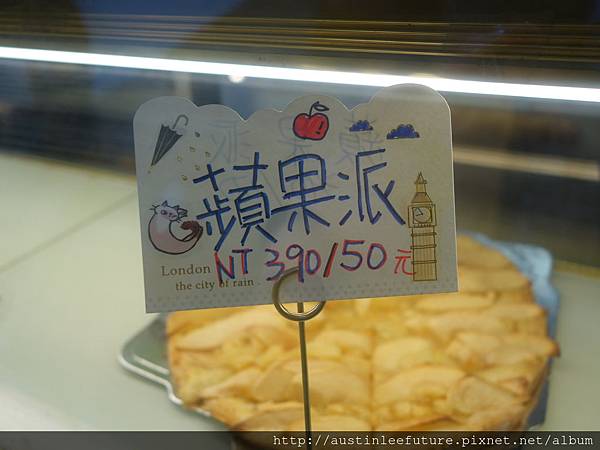 蘋果派
NT 390/50元
London
the city of rain
http://austinleefuture.pixnet.net/album